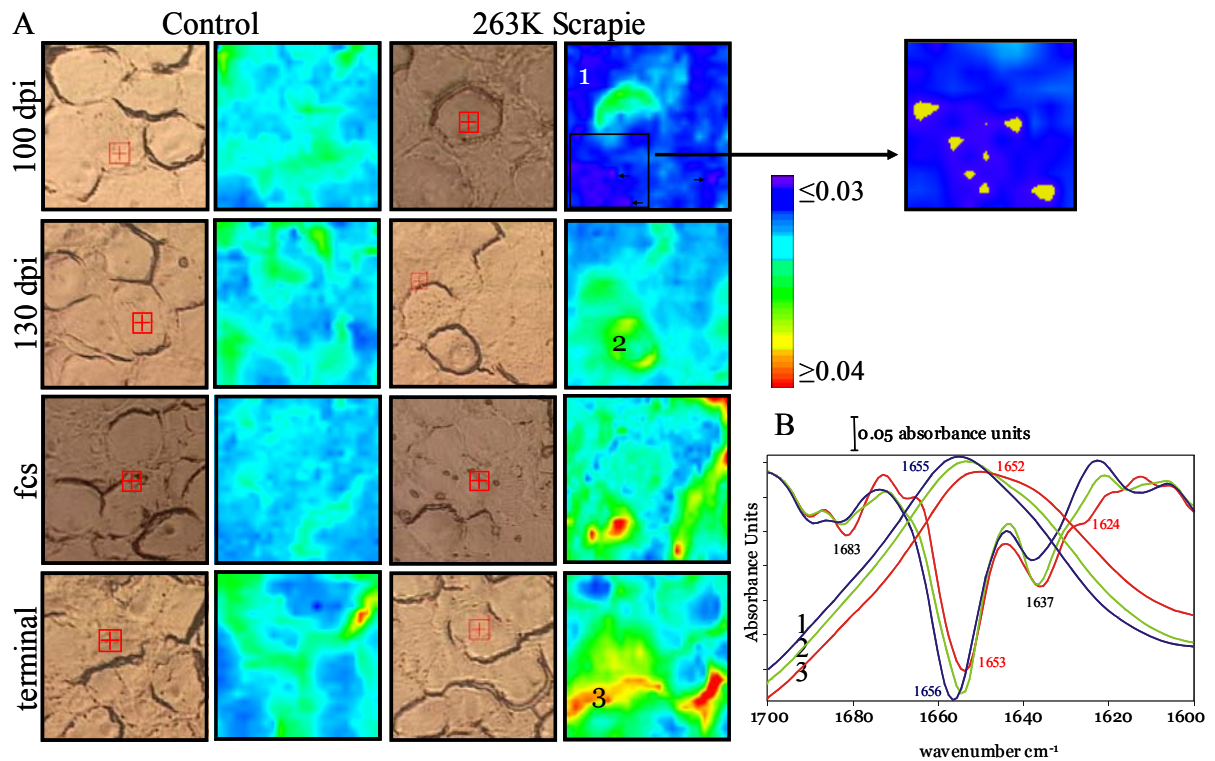 A
Control
263K Scrapie
100 dpi
1
≤0.03
≥0.04
130 dpi
2
fcs
terminal
3
B
0.05 absorbance units
Absorbance Units
1655
1652
1624
1683
1637
1653
1656
1
2
3
1700
1680
1660
1640
1620
1600
wavenumber cm⁻¹